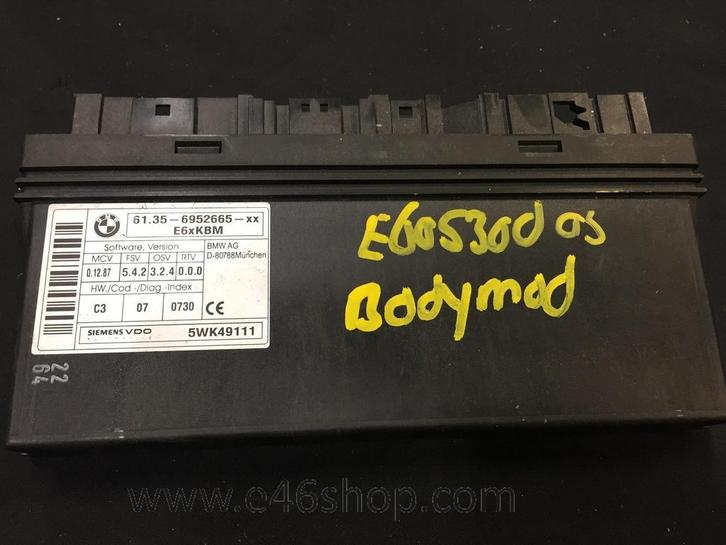 BMW
61.35 - 6952665-xx
E6xKBM
Software, Version
BMW AG
D-80788München
MCV FSV OSV RTV
0.12.87 5.4.2 3.2.4 0.0.0
HW./Cod -/Diag -Index
C3 07 0730 CE
SIEMENS VDO 5WK49111
22
64
E60530d 05
Bodymod
www.e46shop.com